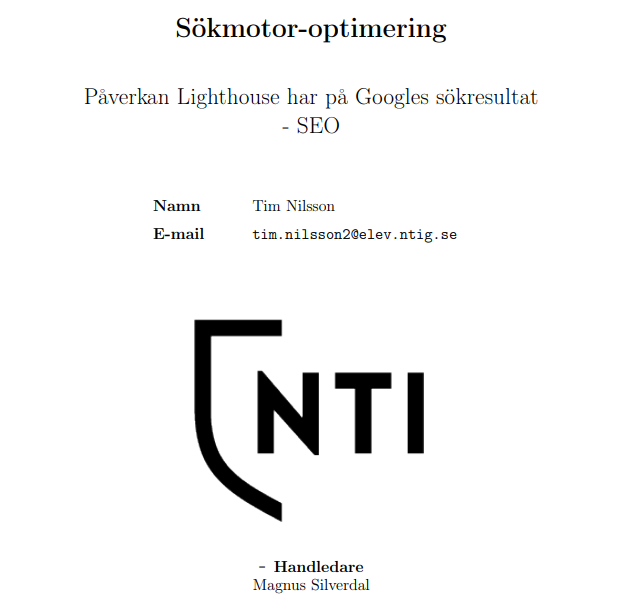 Sökmotor-optimering
Påverkan Lighthouse har på Googles sökresultat
- SEO
Namn Tim Nilsson
E-mail tim.nilsson2@elev.ntig.se
NTI
- Handledare
Magnus Silverdal